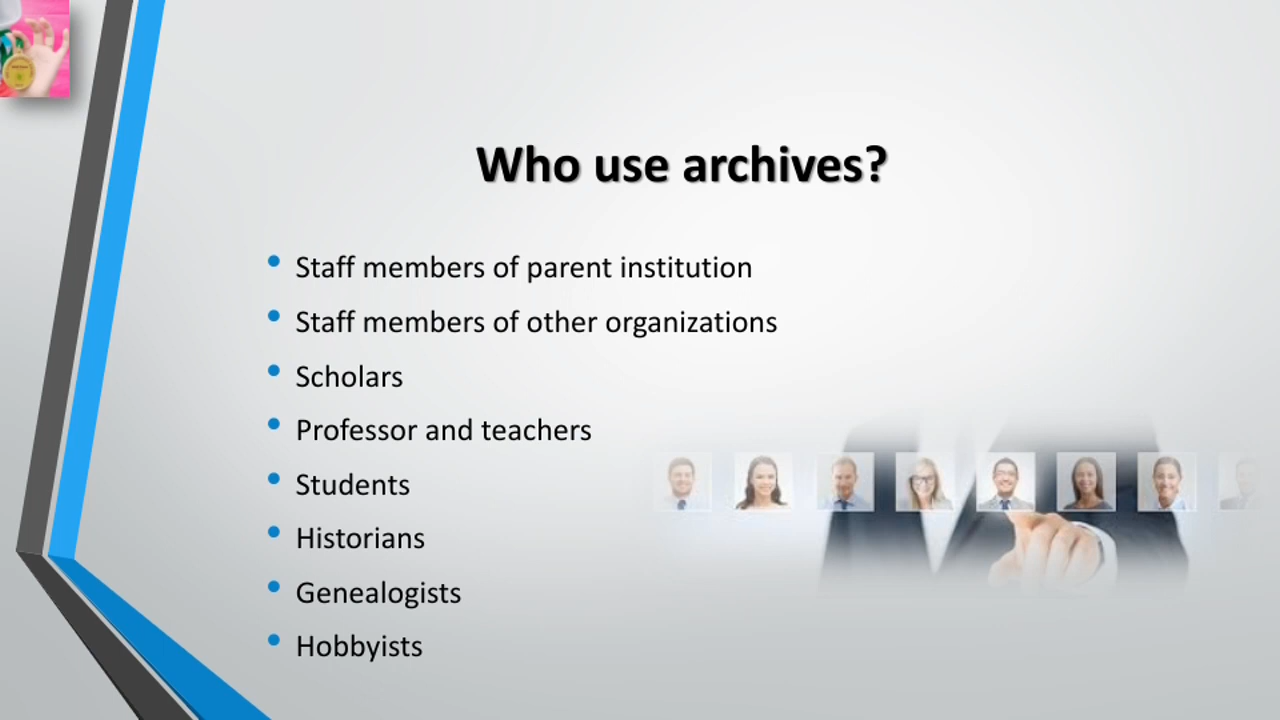 Who use archives?
• Staff members of parent institution
• Staff members of other organizations
• Scholars
• Professor and teachers
• Students
• Historians
• Genealogists
• Hobbyists